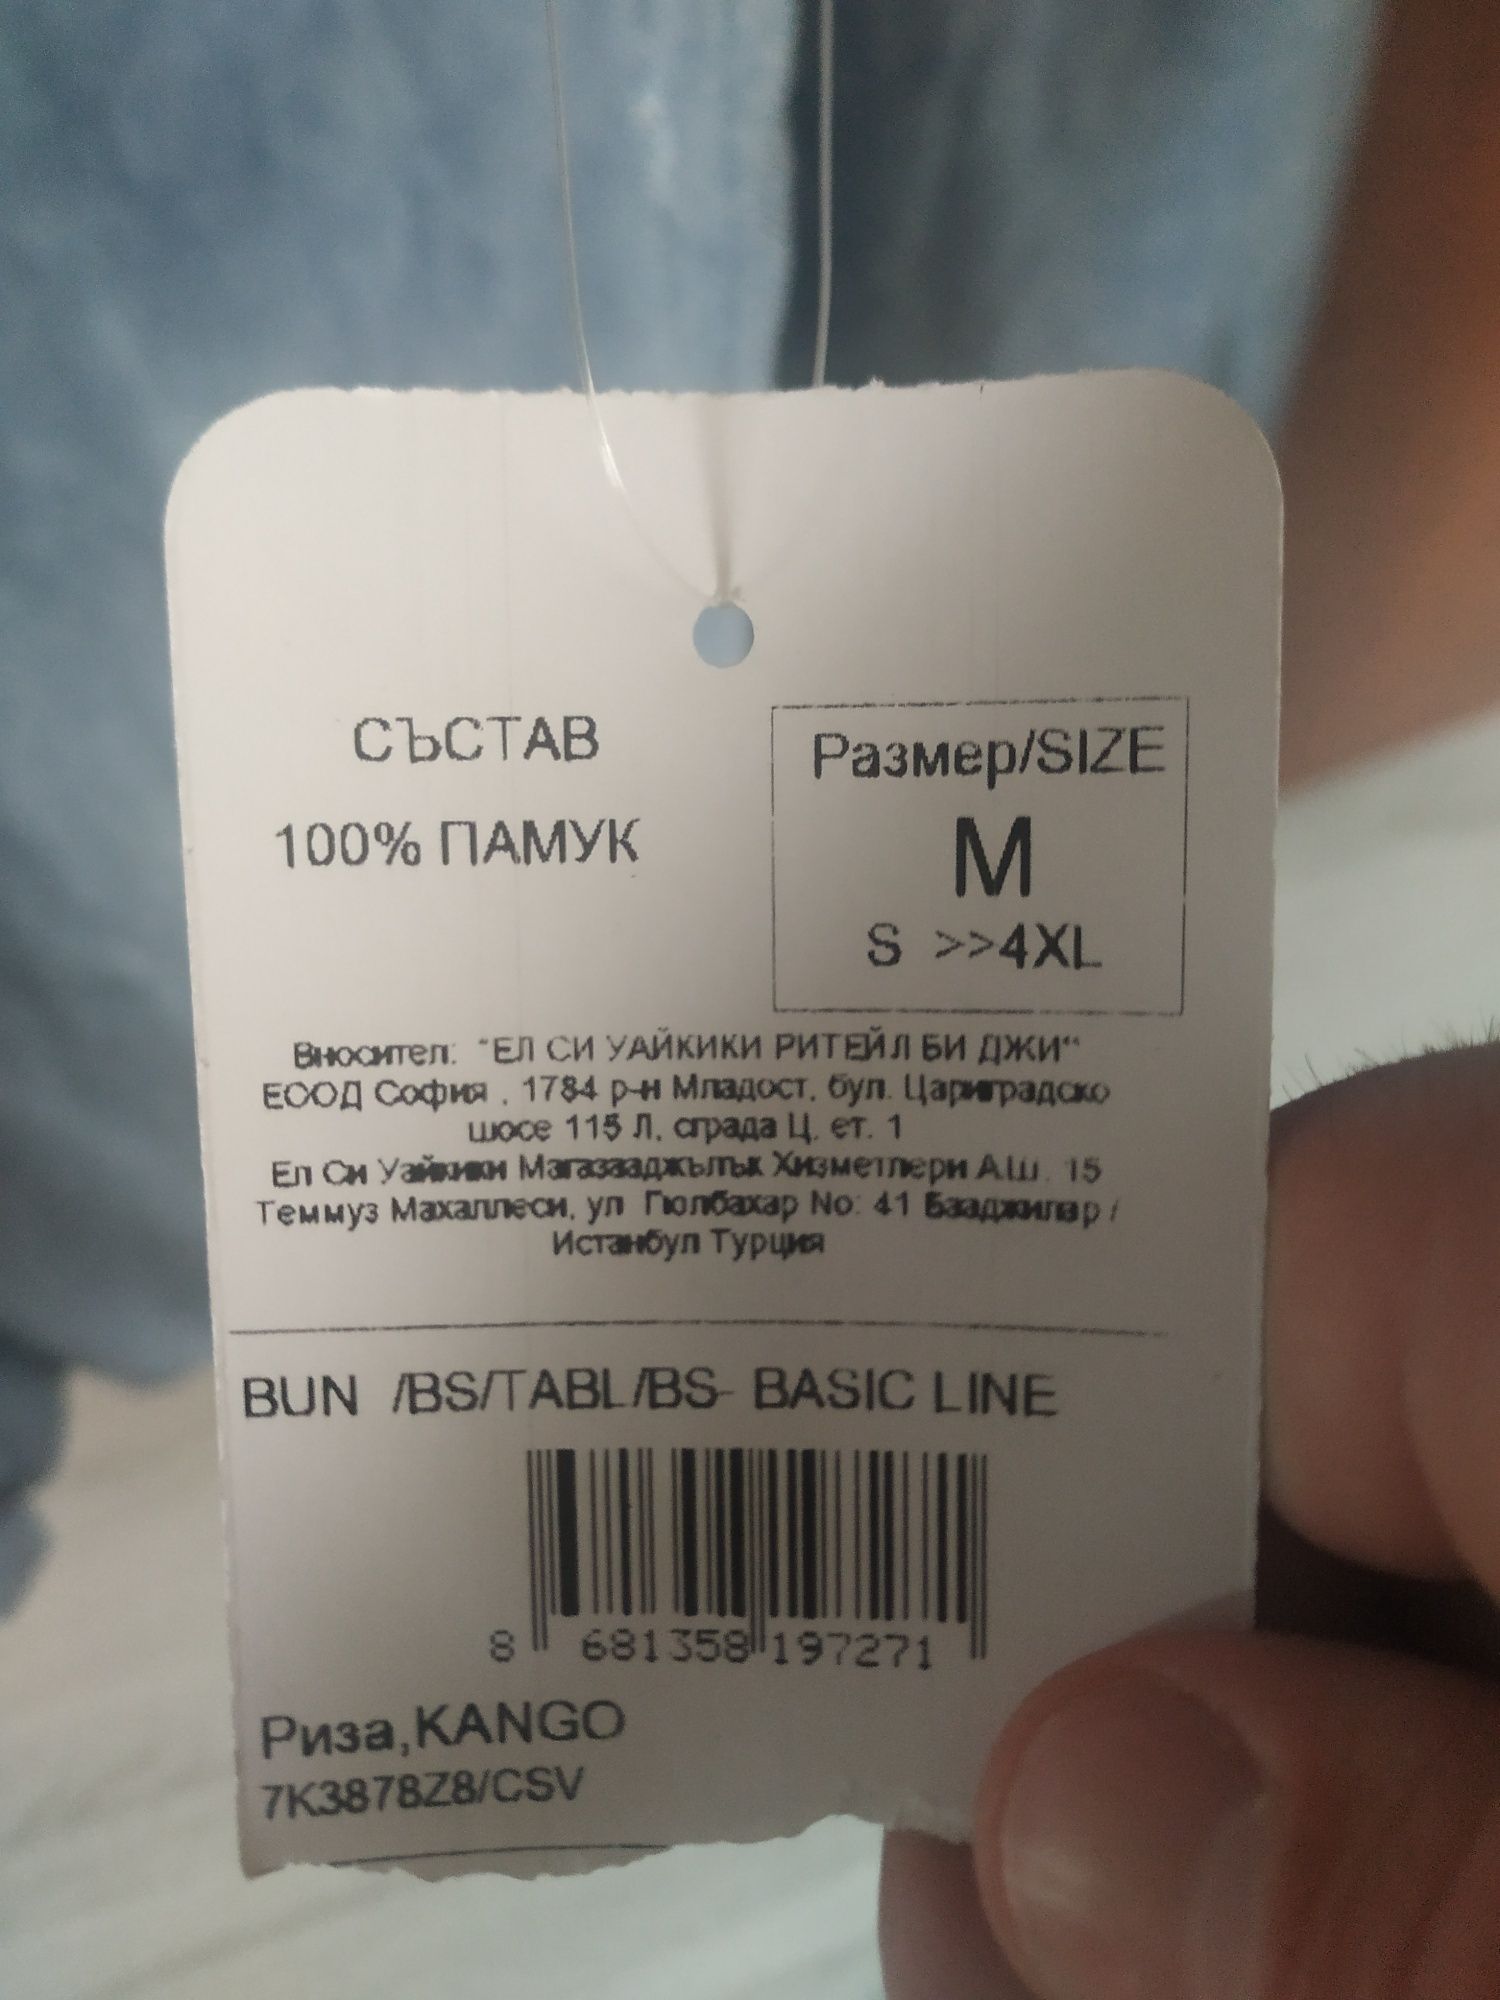 СЪСТАВ
100% ПАМУК
Размер/SIZE
M
S >>4XL
Вносител: "ЕЛ СИ УАЙКИКИ РИТЕЙЛ БИ ДЖИ"
ЕООД София , 1784 р-н Младост, бул. Цариградско
шосе 115 Л, сграда Ц, ет. 1
Ел Си Уайкики Магазааджълък Хизметлери А.Ш. 15
Теммуз Махаллеси, ул Гюлбахар No: 41 Бааджилар /
Истанбул Турция
BUN /BS/TABL/BS- BASIC LINE
8 681358 197271
Риза,KANGO
7K3878Z8/CSV